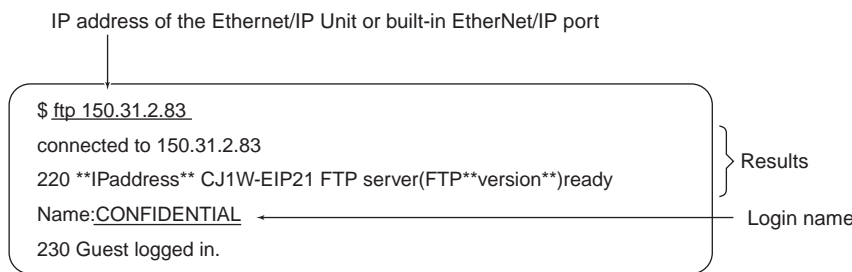 IP address of the Ethernet/IP Unit or built-in EtherNet/IP port
$ ftp 150.31.2.83
connected to 150.31.2.83
220 **IPaddress** CJ1W-EIP21 FTP server(FTP**version**)ready
Results
Name:CONFIDENTIAL
Login name
230 Guest logged in.